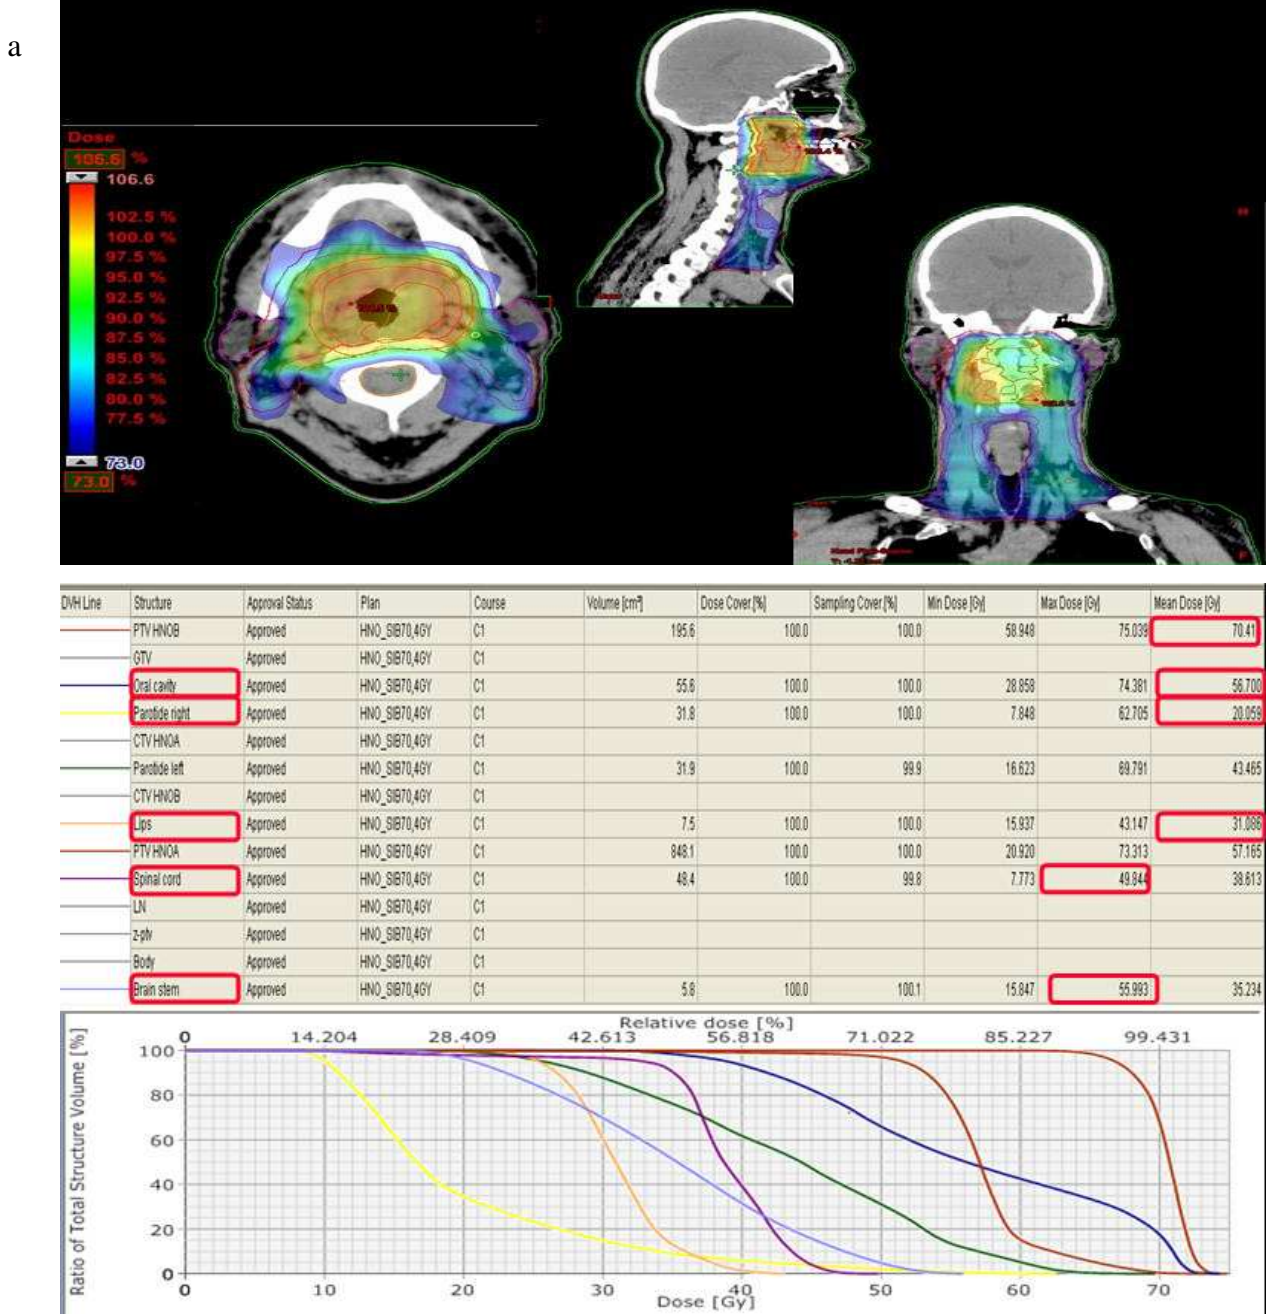 a
Dose
106.6 %
106.6
102.5 %
100.0 %
97.5 %
95.0 %
92.5 %
90.0 %
87.5 %
85.0 %
82.5 %
80.0 %
77.5 %
73.0
73.0 %
DVH Line Structure Approval Status Plan Course Volume [cm³] Dose Cover.[%] Sampling Cover.[%] Min Dose [Gy] Max Dose [Gy] Mean Dose [Gy]
PTV HNOB Approved HNO_SIB70,4GY C1 195.6 100.0 100.0 58.948 75.039 70.41
GTV Approved HNO_SIB70,4GY C1
Oral cavity Approved HNO_SIB70,4GY C1 55.6 100.0 100.0 28.858 74.381 56.700
Parotide right Approved HNO_SIB70,4GY C1 31.8 100.0 100.0 7.848 62.705 20.059
CTV HNOA Approved HNO_SIB70,4GY C1
Parotide left Approved HNO_SIB70,4GY C1 31.9 100.0 99.9 16.623 69.791 43.465
CTV HNOB Approved HNO_SIB70,4GY C1
Lips Approved HNO_SIB70,4GY C1 7.5 100.0 100.0 15.937 43.147 31.086
PTV HNOA Approved HNO_SIB70,4GY C1 848.1 100.0 100.0 20.920 73.313 57.165
Spinal cord Approved HNO_SIB70,4GY C1 48.4 100.0 99.8 7.773 49.844 38.613
LN Approved HNO_SIB70,4GY C1
z-ptv Approved HNO_SIB70,4GY C1
Body Approved HNO_SIB70,4GY C1
Brain stem Approved HNO_SIB70,4GY C1 5.8 100.0 100.1 15.847 55.993 35.234
Relative dose [%]
0 14.204 28.409 42.613 56.818 71.022 85.227 99.431
Ratio of Total Structure Volume [%]
100
80
60
40
20
0
0 10 20 30 40 50 60 70
Dose [Gy]